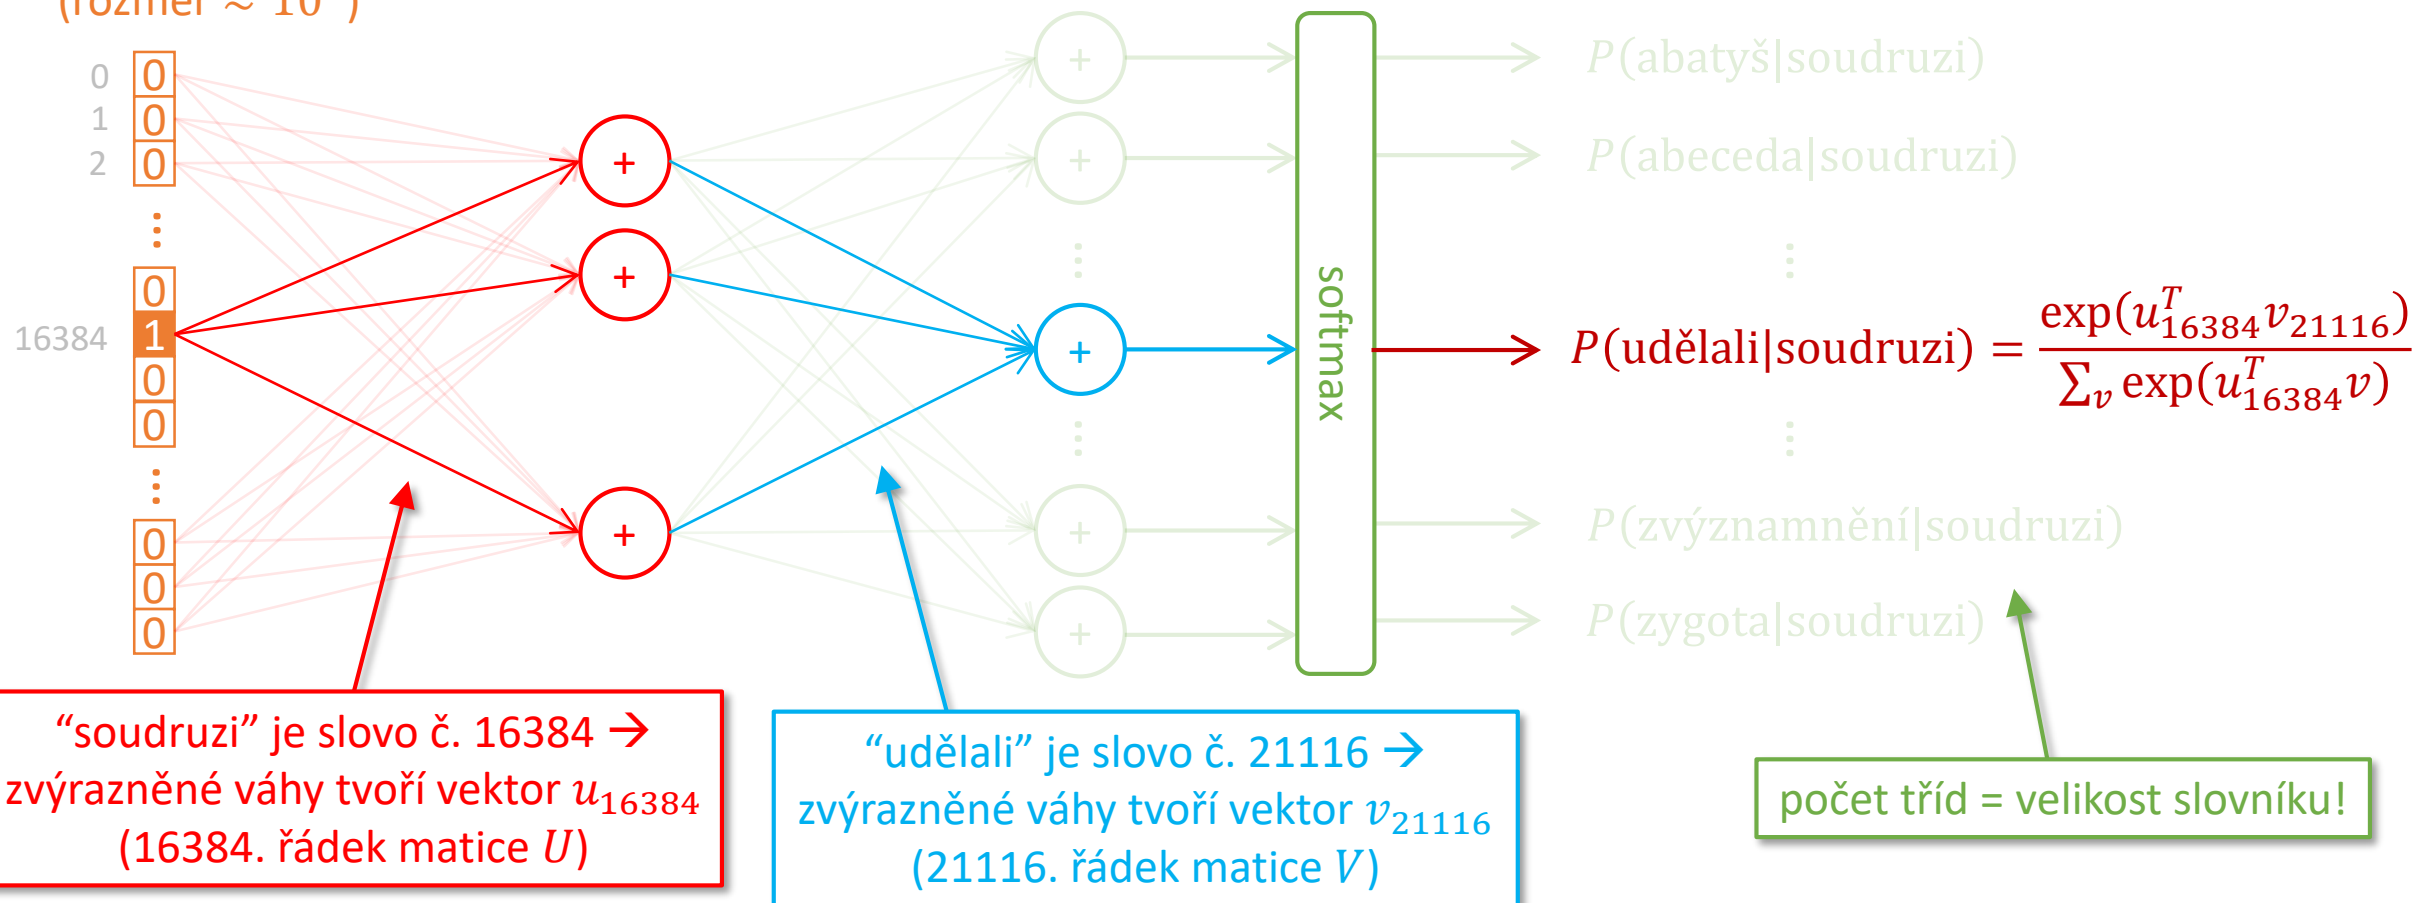 (rozměr ~ 10
0 0
1 0
2 0
⋮
0
16384 1
0
0
⋮
0
0
0
+
+
+
+
+
⋮
+
⋮
+
+
softmax
P(abatyš|soudruzi)
P(abeceda|soudruzi)
⋮
P(udělali|soudruzi) = exp(u^T_16384 v_21116) / ∑_v exp(u^T_16384 v)
⋮
P(zvýznamnění|soudruzi)
P(zygota|soudruzi)
“soudruzi” je slovo č. 16384 →
zvýrazněné váhy tvoří vektor u_16384
(16384. řádek matice U)
“udělali” je slovo č. 21116 →
zvýrazněné váhy tvoří vektor v_21116
(21116. řádek matice V)
počet tříd = velikost slovníku!